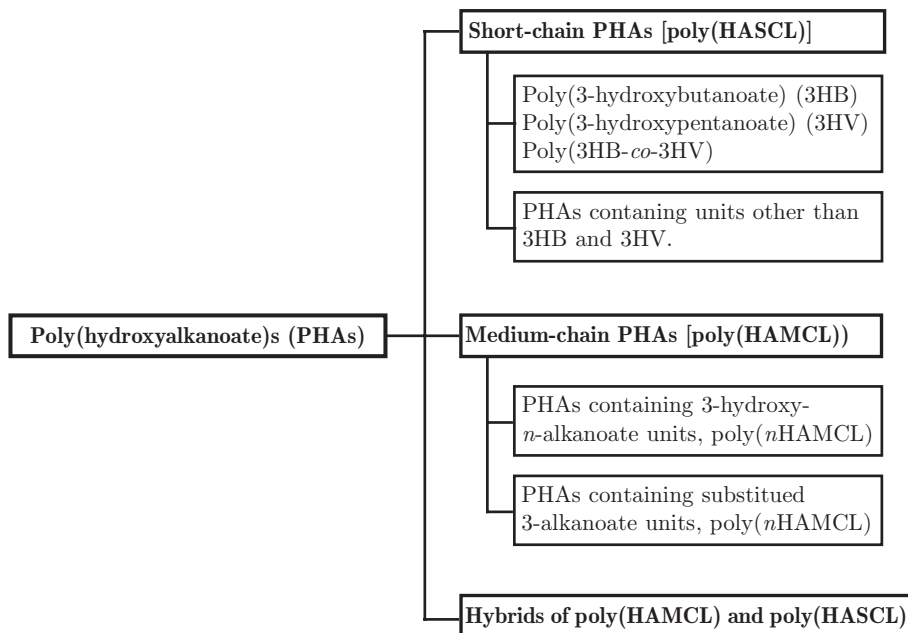 Short-chain PHAs [poly(HASCL)]
Poly(3-hydroxybutanoate) (3HB)
Poly(3-hydroxypentanoate) (3HV)
Poly(3HB-co-3HV)
PHAs contaning units other than
3HB and 3HV.
Poly(hydroxyalkanoate)s (PHAs)
Medium-chain PHAs [poly(HAMCL))
PHAs containing 3-hydroxy-
n-alkanoate units, poly(nHAMCL)
PHAs containing substitued
3-alkanoate units, poly(nHAMCL)
Hybrids of poly(HAMCL) and poly(HASCL)